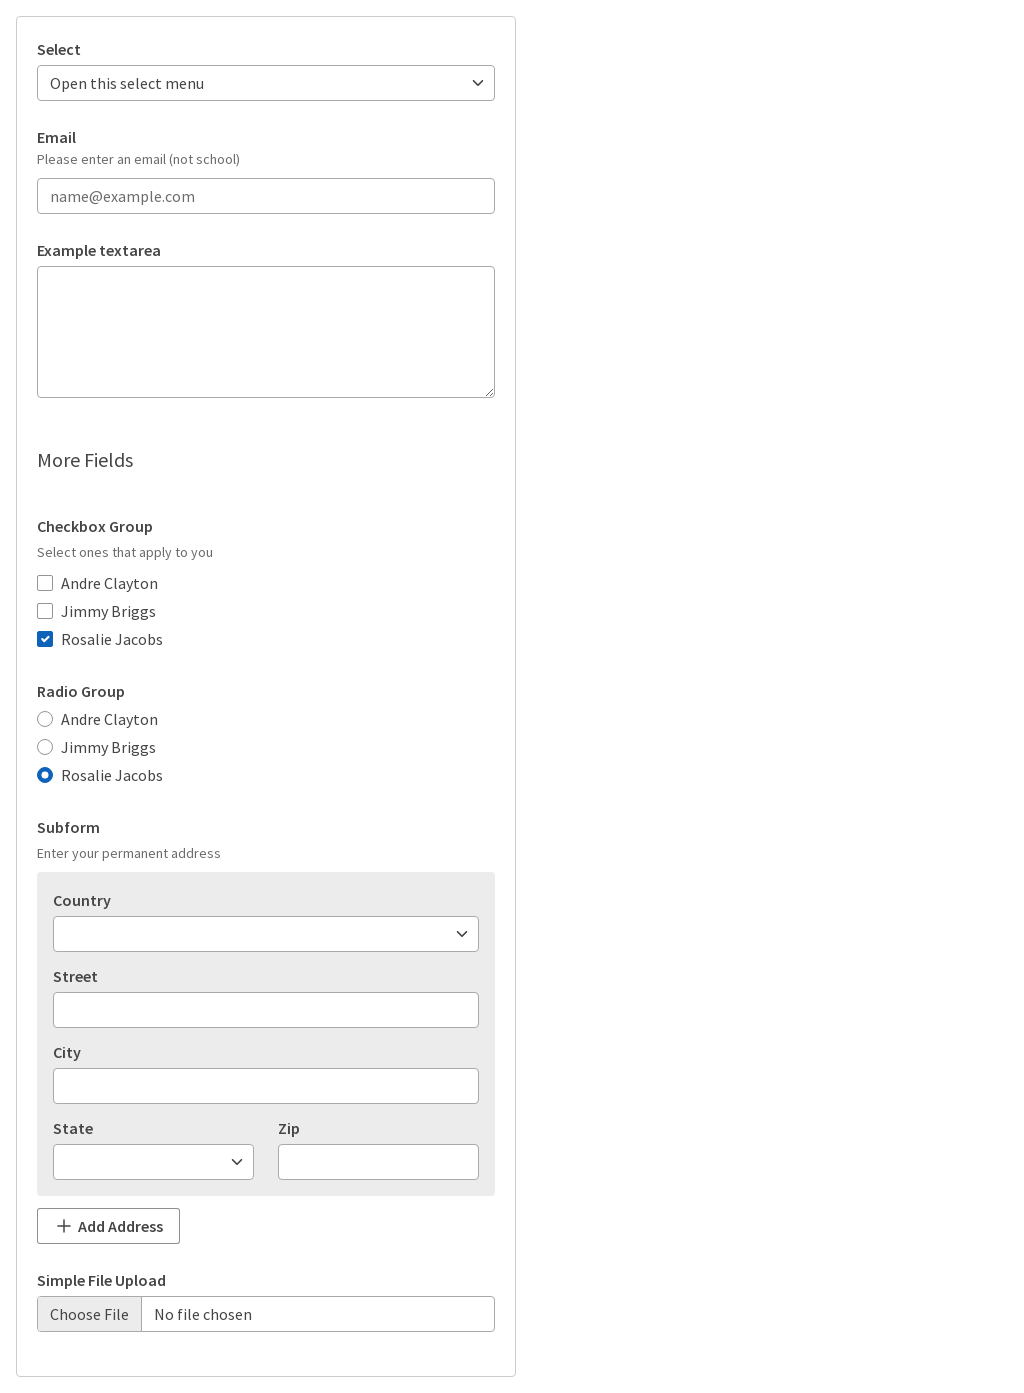 Select
Open this select menu
Email
Please enter an email (not school)
name@example.com
Example textarea
More Fields
Checkbox Group
Select ones that apply to you
Andre Clayton
Jimmy Briggs
Rosalie Jacobs
Radio Group
Andre Clayton
Jimmy Briggs
Rosalie Jacobs
Subform
Enter your permanent address
Country
Street
City
State Zip
Add Address
Simple File Upload
Choose File No file chosen